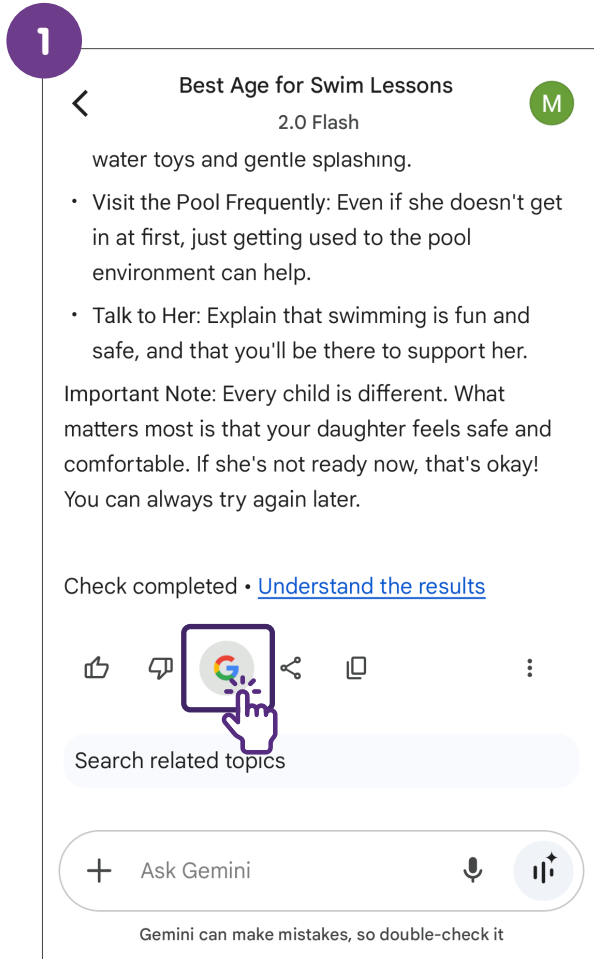 1
Best Age for Swim Lessons
M
2.0 Flash
water toys and gentle splashing.
• Visit the Pool Frequently: Even if she doesn't get
in at first, just getting used to the pool
environment can help.
• Talk to Her: Explain that swimming is fun and
safe, and that you'll be there to support her.
Important Note: Every child is different. What
matters most is that your daughter feels safe and
comfortable. If she's not ready now, that's okay!
You can always try again later.
Check completed • Understand the results
G
Search related topics
Ask Gemini
Gemini can make mistakes, so double-check it